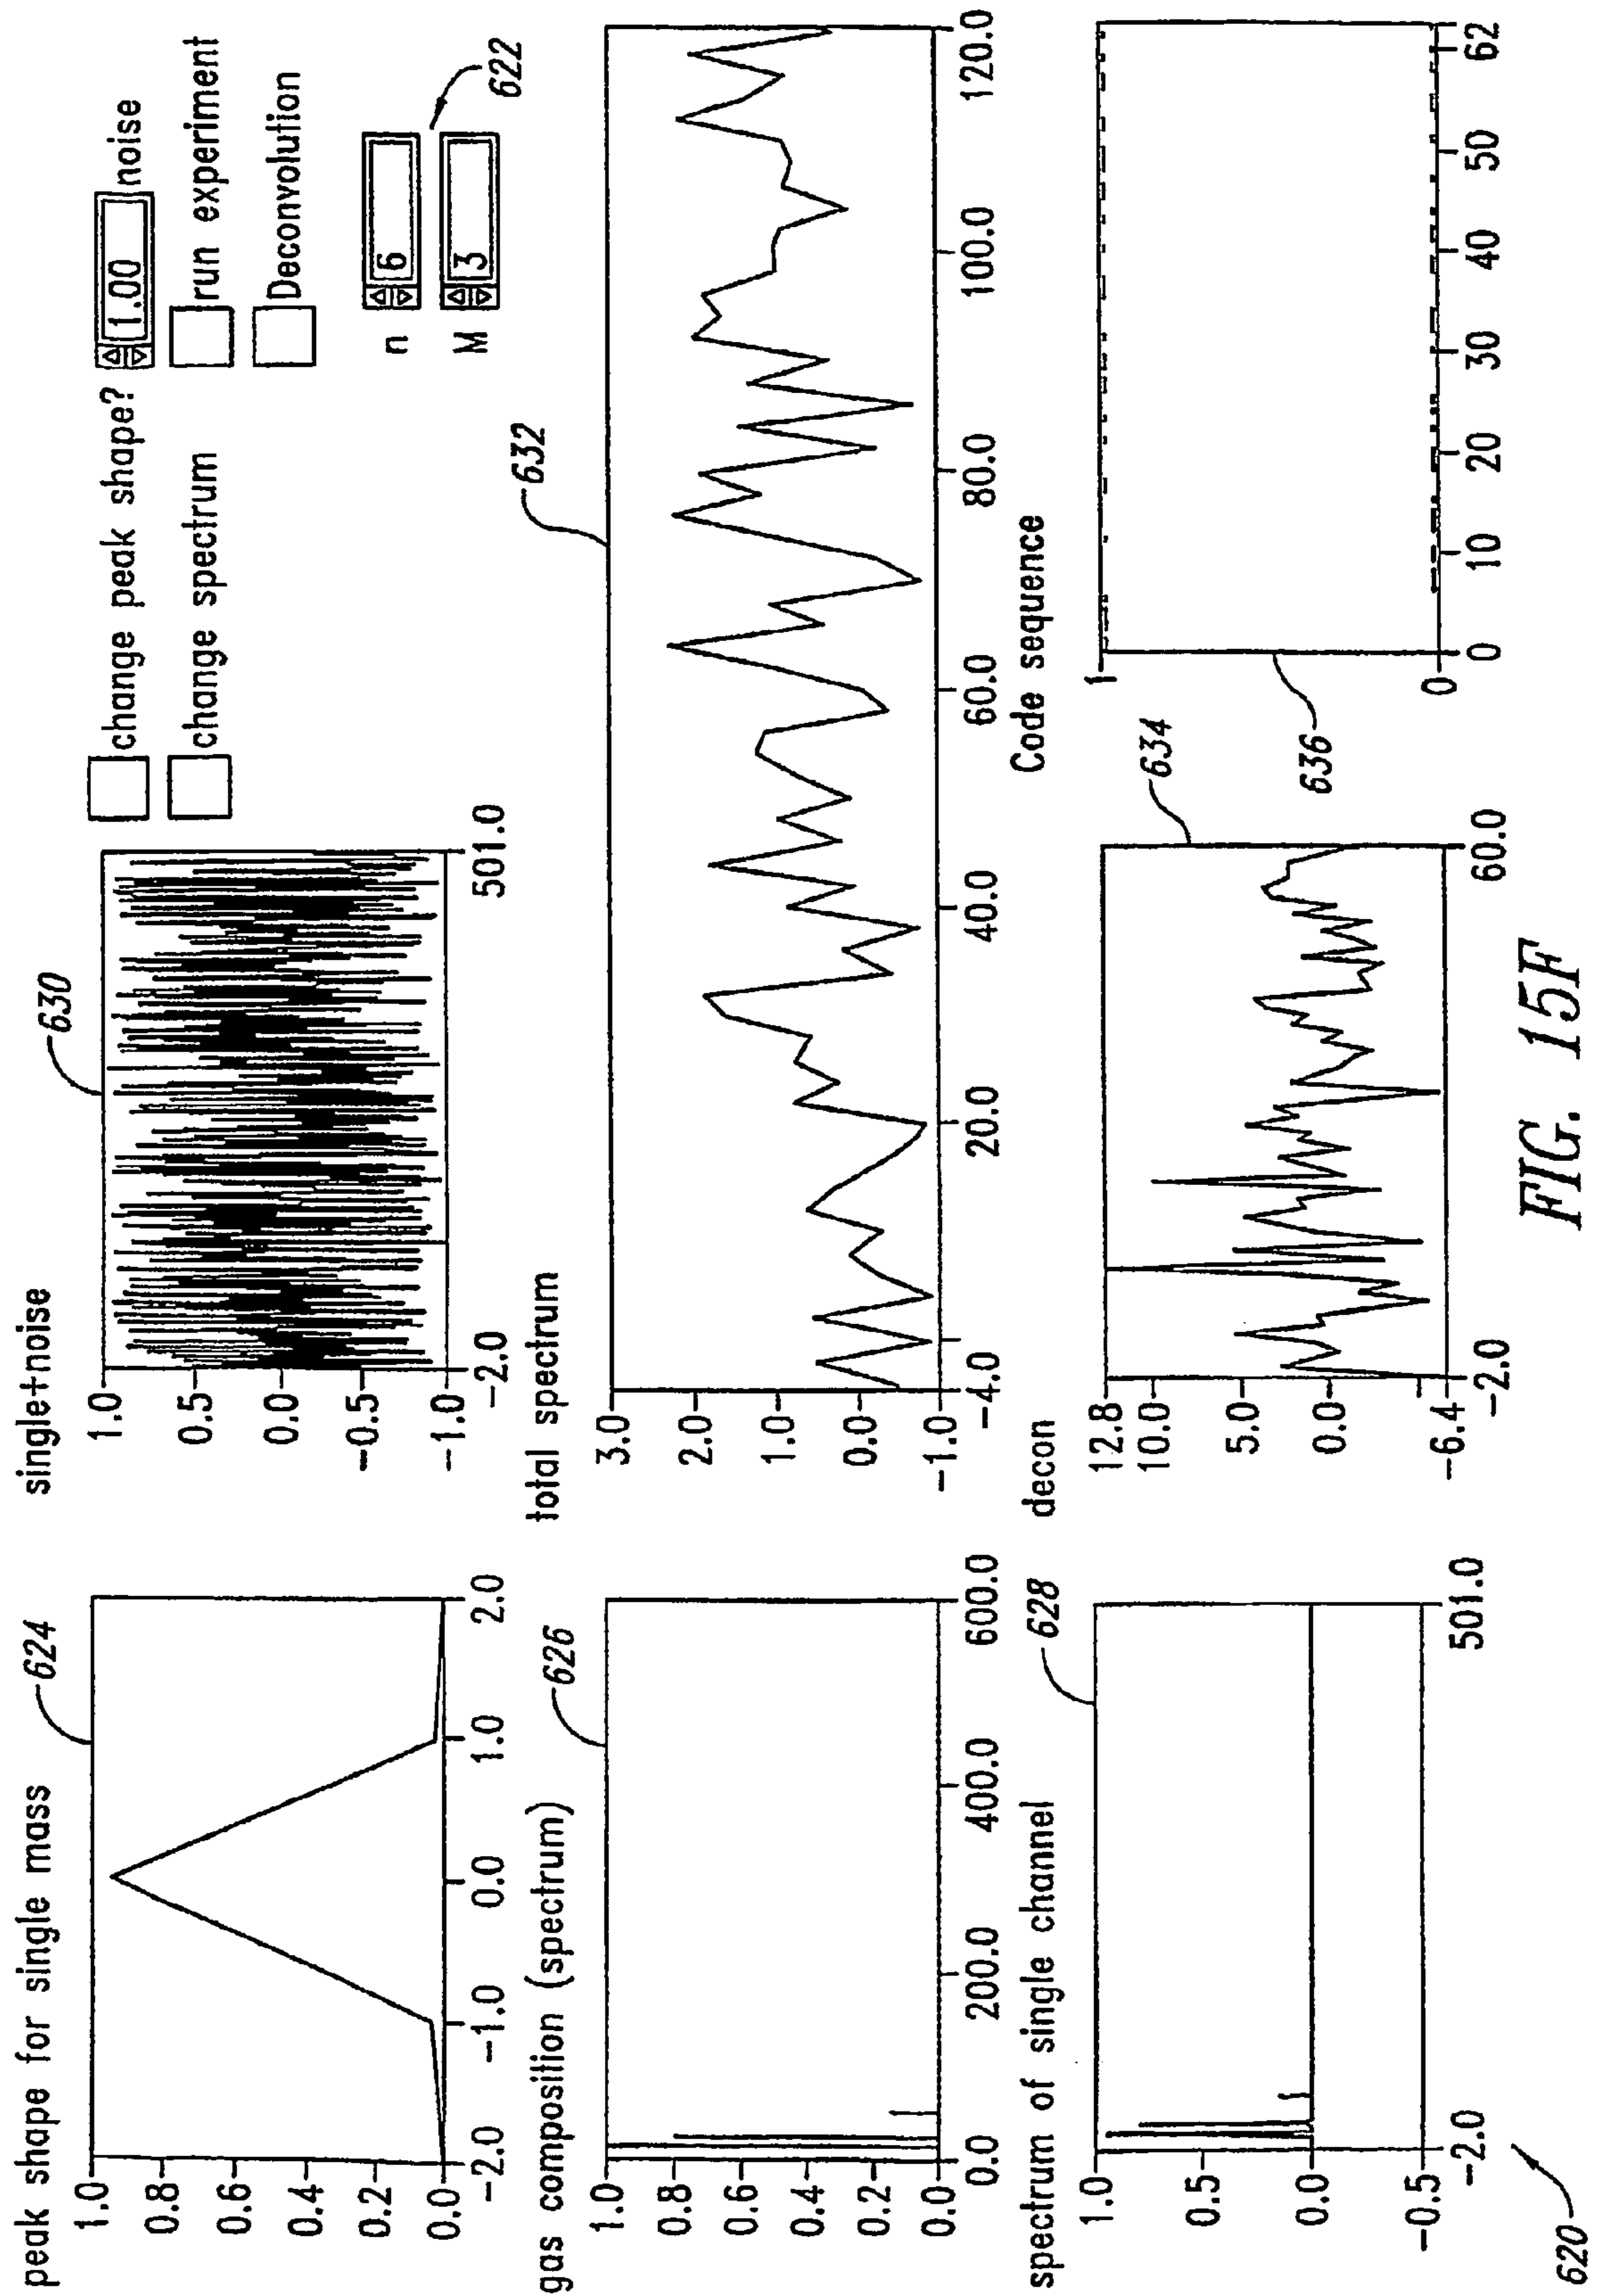 peak shape for single mass
624
1.0
0.8
0.6
0.4
0.2
0.0
-2.0 -1.0 0.0 1.0 2.0
single+noise
630
1.0
0.5
0.0
-0.5
-1.0
-2.0 501.0
change peak shape?
1.00 noise
change spectrum
run experiment
Deconvolution
n 6
M 3
622
gas composition (spectrum)
626
1.0
0.8
0.6
0.4
0.2
0.0
0.0 200.0 400.0 600.0
total spectrum
632
3.0
2.0
1.0
0.0
-1.0
-4.0 20.0 40.0 60.0 80.0 100.0 120.0
spectrum of single channel
628
1.0
0.5
0.0
-0.5
-2.0 501.0
decon
634
12.8
10.0
5.0
0.0
-6.4
-2.0 60.0
Code sequence
636
1
0
0 10 20 30 40 50 62
620
FIG. 15F